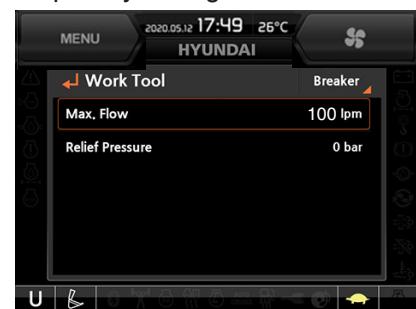 MENU
2020.05.12 17:49 26°C
HYUNDAI
Work Tool Breaker
Max. Flow 100 lpm
Relief Pressure 0 bar
U